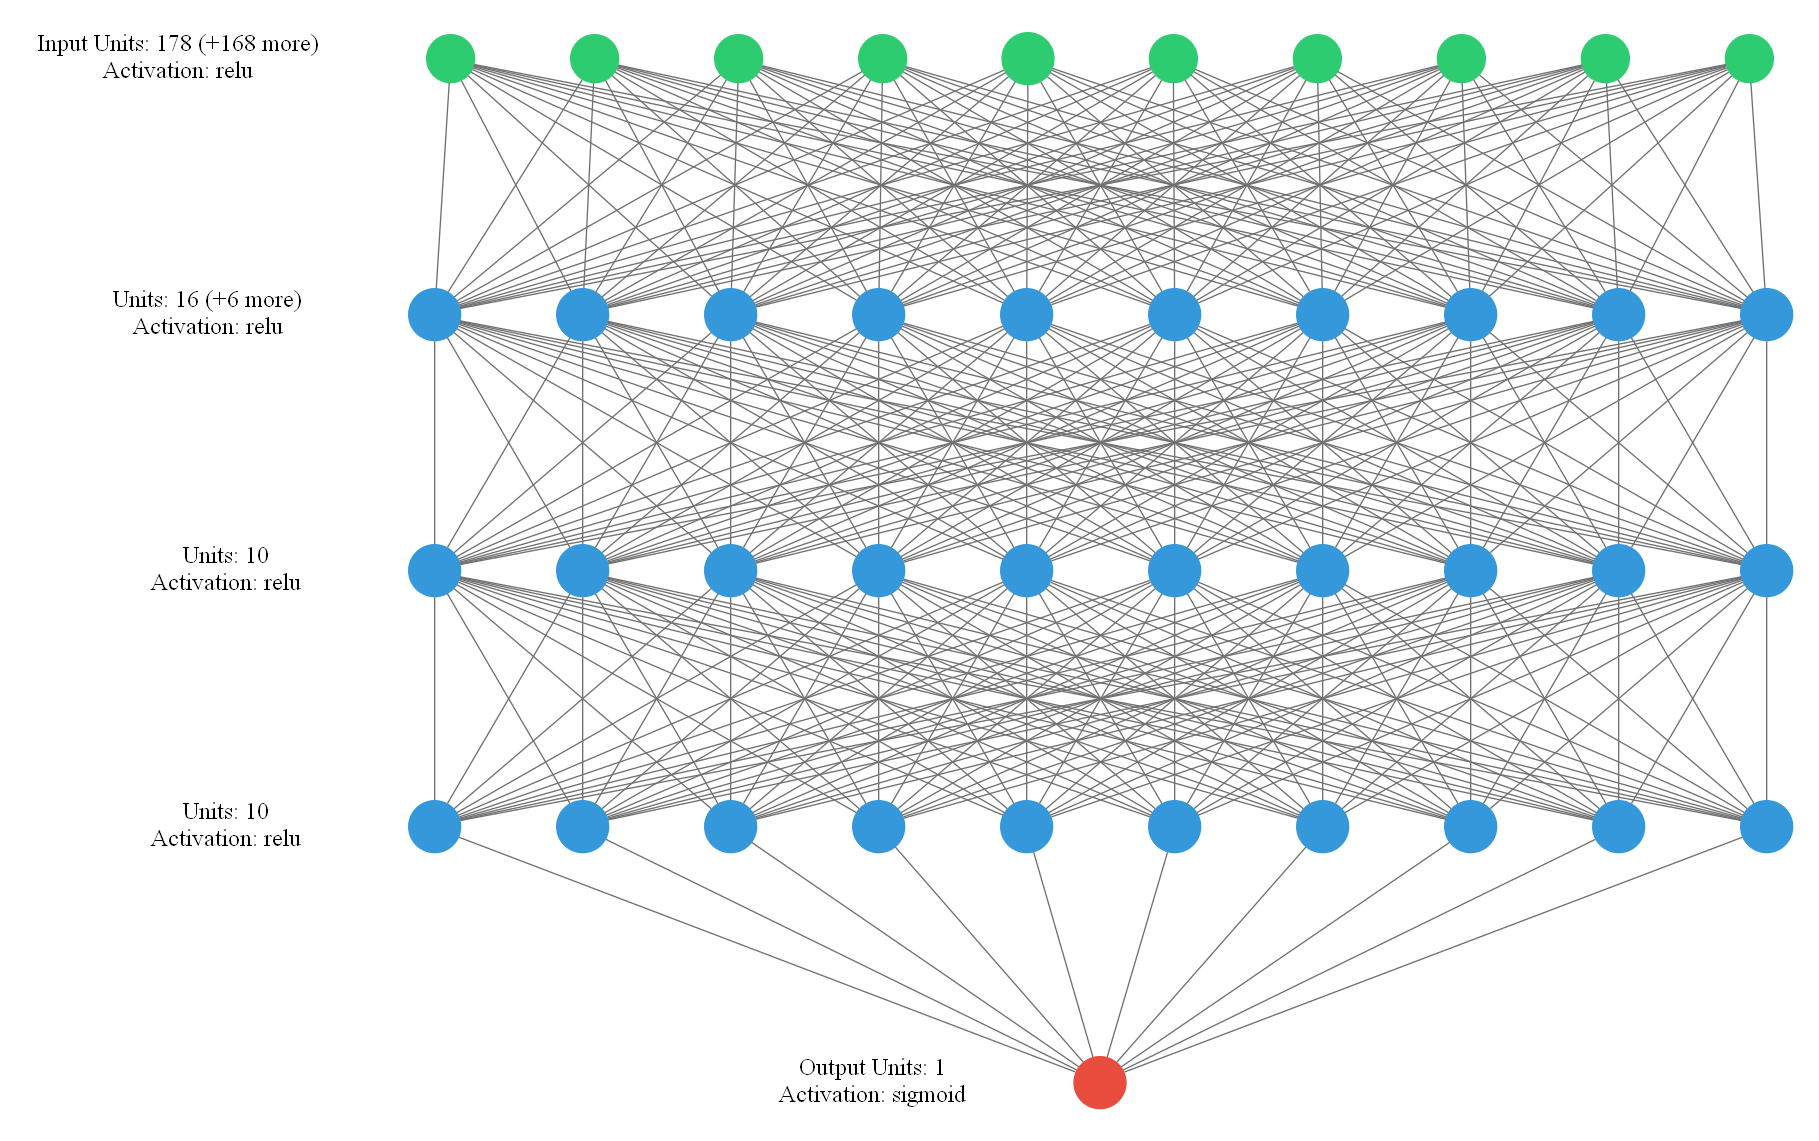 Input Units: 178 (+168 more)
Activation: relu
Units: 16 (+6 more)
Activation: relu
Units: 10
Activation: relu
Units: 10
Activation: relu
Output Units: 1
Activation: sigmoid